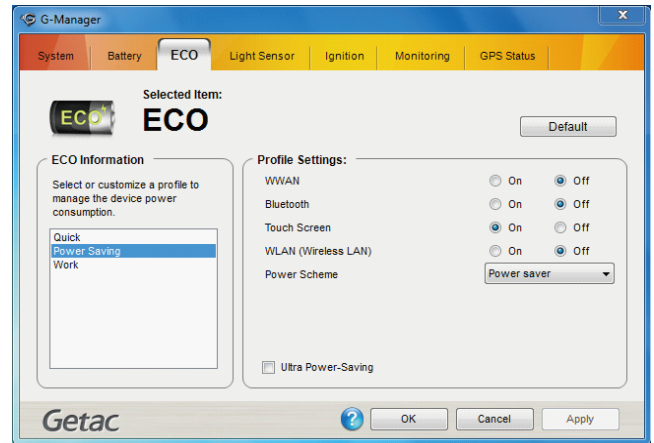 G-Manager
X
System Battery ECO Light Sensor Ignition Monitoring GPS Status
ECO
Selected Item:
ECO
Default
ECO Information
Select or customize a profile to
manage the device power
consumption.
Quick
Power Saving
Work
Profile Settings:
WWAN On Off
Bluetooth On Off
Touch Screen On Off
WLAN (Wireless LAN) On Off
Power Scheme Power saver
Ultra Power-Saving
Getac ? OK Cancel Apply